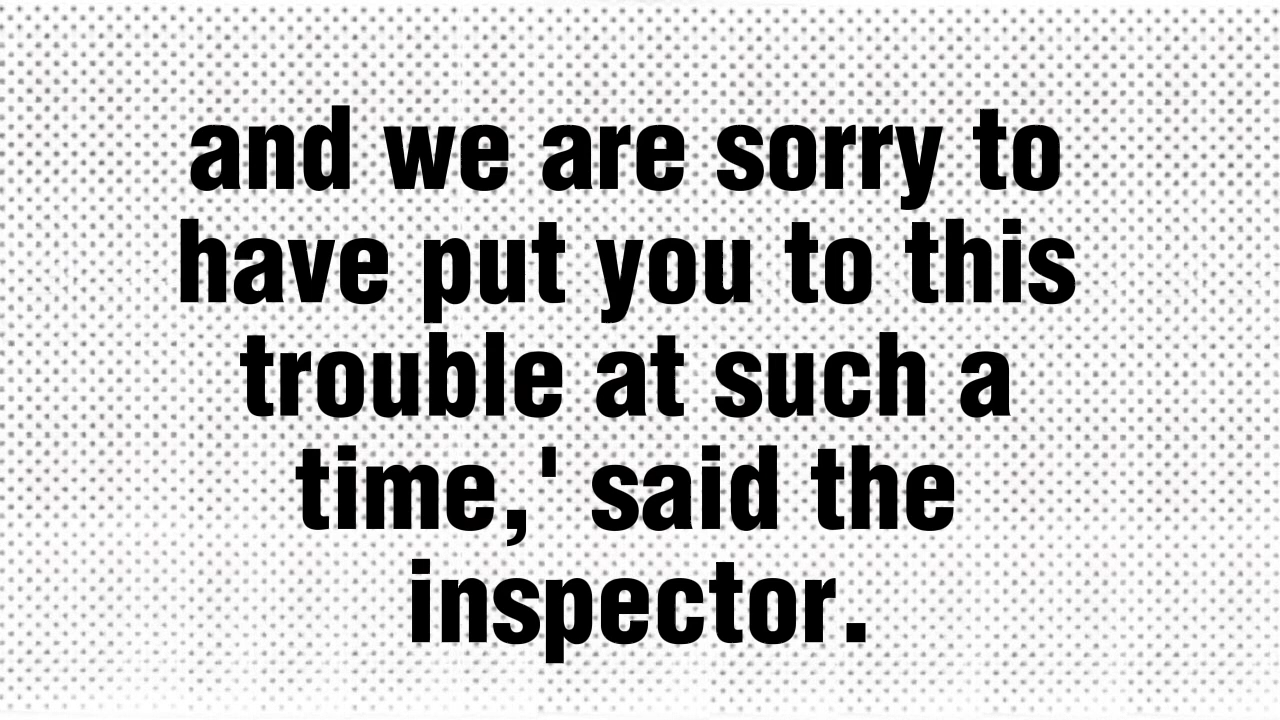 and we are sorry to
have put you to this
trouble at such a
time,' said the
inspector.